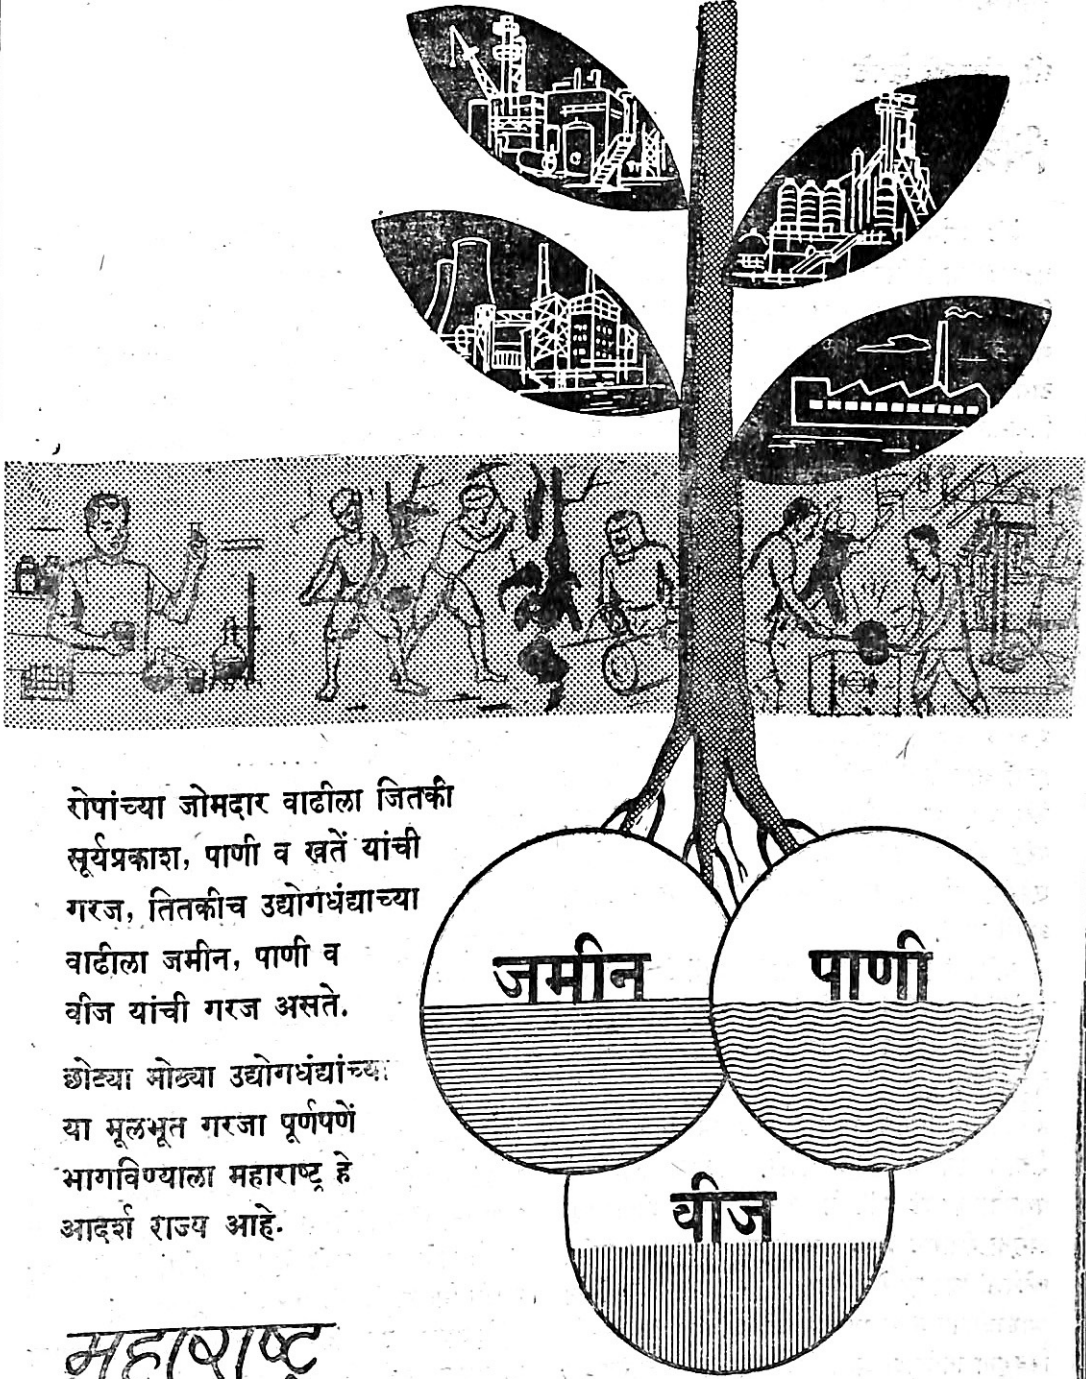 रोपांच्या जोमदार वाढीला जितकी
सूर्यप्रकाश, पाणी व खतें यांची
गरज, तितकीच उद्योगधंद्याच्या
वाढीला जमीन, पाणी व
वीज यांची गरज असते.
छोट्या मोठ्या उद्योगधंद्यांच्या
या मूलभूत गरजा पूर्णपणें
भागविण्याला महाराष्ट्र हे
आदर्श राज्य आहे.
जमीन
पाणी
वीज
महाराष्ट्र